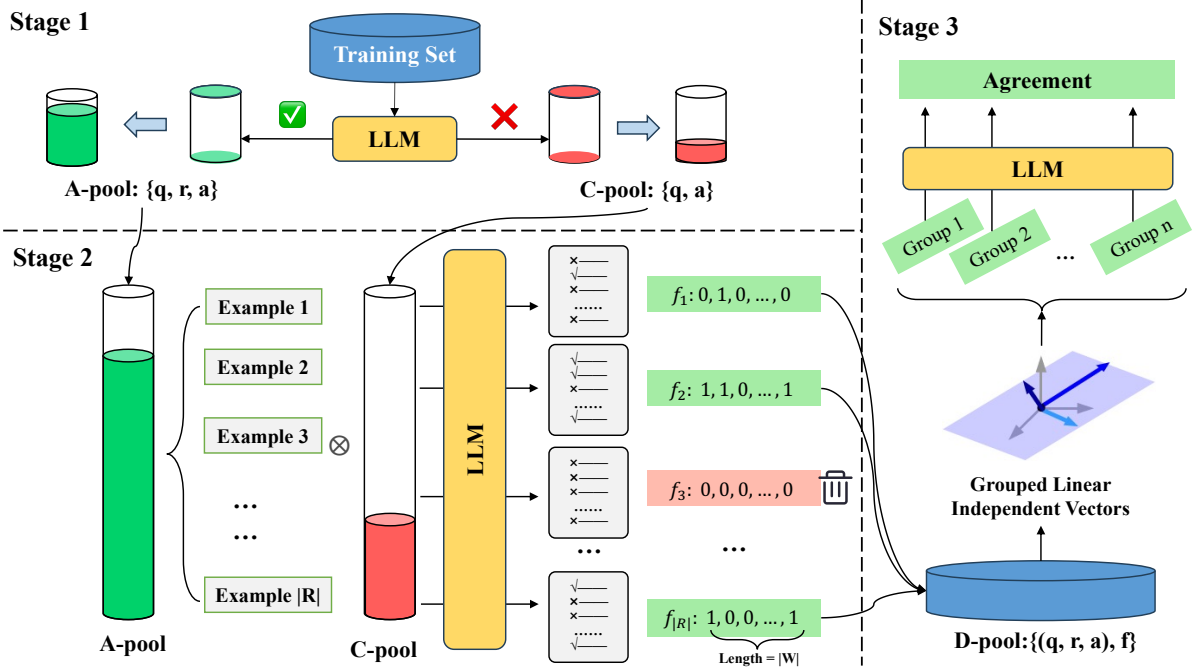 Stage 1
Training Set
LLM
A-pool: {q, r, a}
C-pool: {q, a}
Stage 2
Example 1
Example 2
Example 3
...
...
Example |R|
A-pool
⊗
C-pool
LLM
×
√
×
......
×
√
√
×
......
√
×
×
×
......
×
...
√
×
×
......
√
f₁: 0, 1, 0, ... , 0
f₂: 1, 1, 0, ... , 1
f₃: 0, 0, 0, ... , 0
...
f|R|: 1, 0, 0, ... , 1
Length = |W|
Stage 3
Agreement
LLM
Group 1
Group 2
...
Group n
Grouped Linear
Independent Vectors
D-pool:{(q, r, a), f}